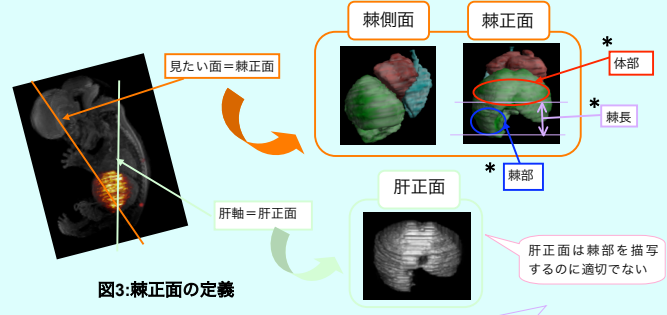 棘側面
棘正面
見たい面＝棘正面
*
体部
*
棘長
*
棘部
肝正面
肝軸＝肝正面
肝正面は棘部を描写
するのに適切でない
図3:棘正面の定義